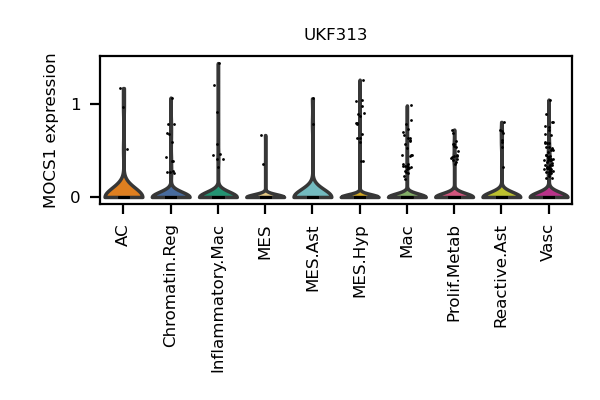 UKF313
MOCS1 expression
1
0
AC
Chromatin.Reg
Inflammatory.Mac
MES
MES.Ast
MES.Hyp
Mac
Prolif.Metab
Reactive.Ast
Vasc